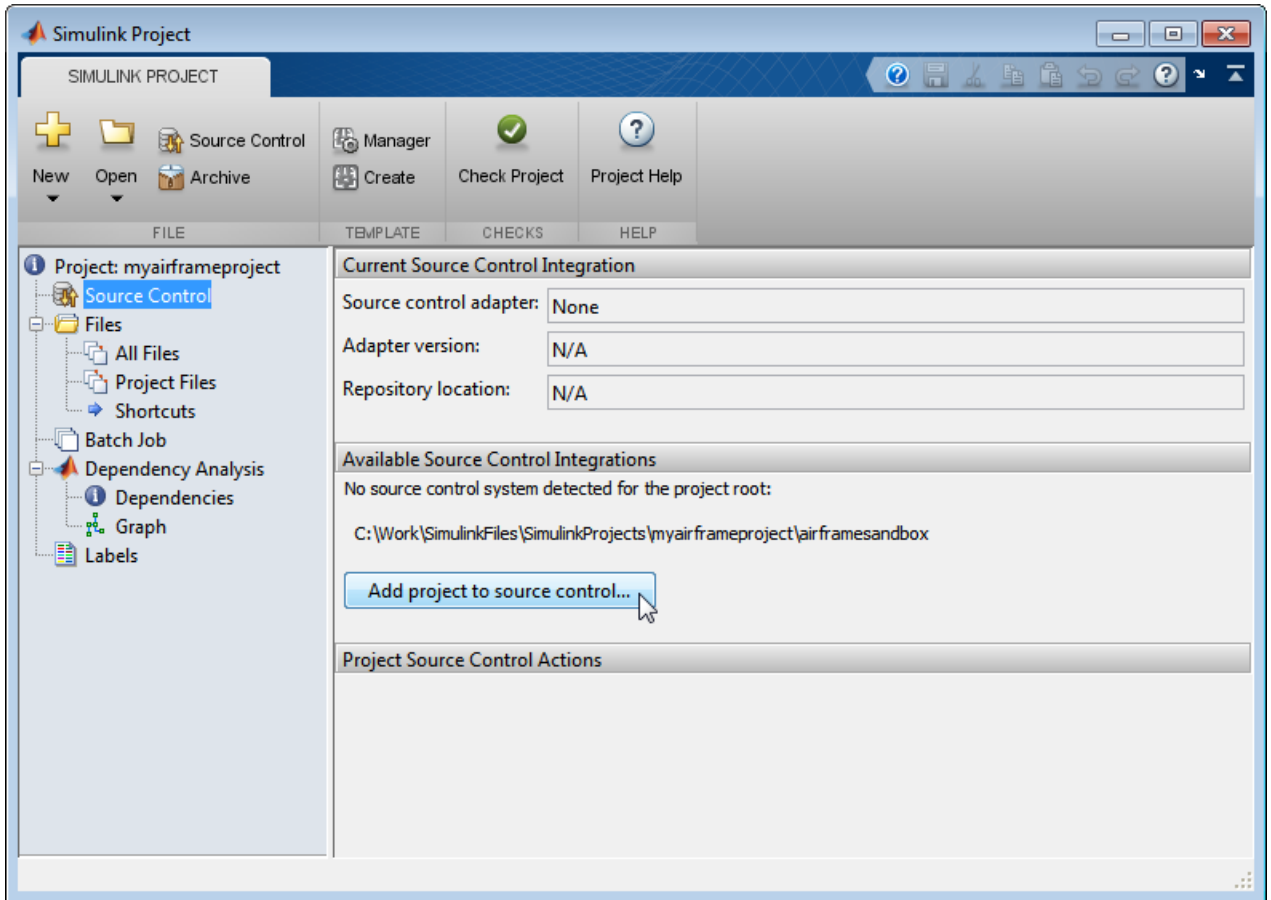 Simulink Project
SIMULINK PROJECT
New
Open
Source Control
Archive
Manager
Create
Check Project
Project Help
FILE
TEMPLATE
CHECKS
HELP
Project: myairframeproject
Source Control
Files
All Files
Project Files
Shortcuts
Batch Job
Dependency Analysis
Dependencies
Graph
Labels
Current Source Control Integration
Source control adapter: None
Adapter version: N/A
Repository location: N/A
Available Source Control Integrations
No source control system detected for the project root:
C:\Work\SimulinkFiles\SimulinkProjects\myairframeproject\airframesandbox
Add project to source control...
Project Source Control Actions